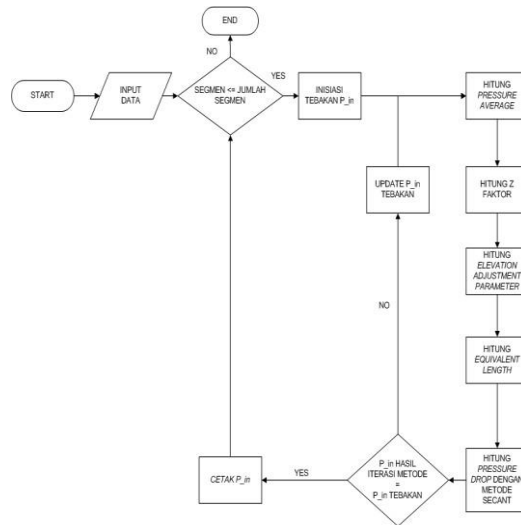 END
NO
START
INPUT
DATA
SEGMEN <= JUMLAH
SEGMEN
YES
INISIASI
TEBAKAN P_in
HITUNG
PRESSURE
AVERAGE
UPDATE P_in
TEBAKAN
HITUNG Z
FAKTOR
HITUNG
ELEVATION
ADJUSTMENT
PARAMETER
NO
HITUNG
EQUIVALENT
LENGTH
CETAK P_in
YES
P_in HASIL
ITERASI METODE
=
P_in TEBAKAN
HITUNG
PRESSURE
DROP DENGAN
METODE
SECANT